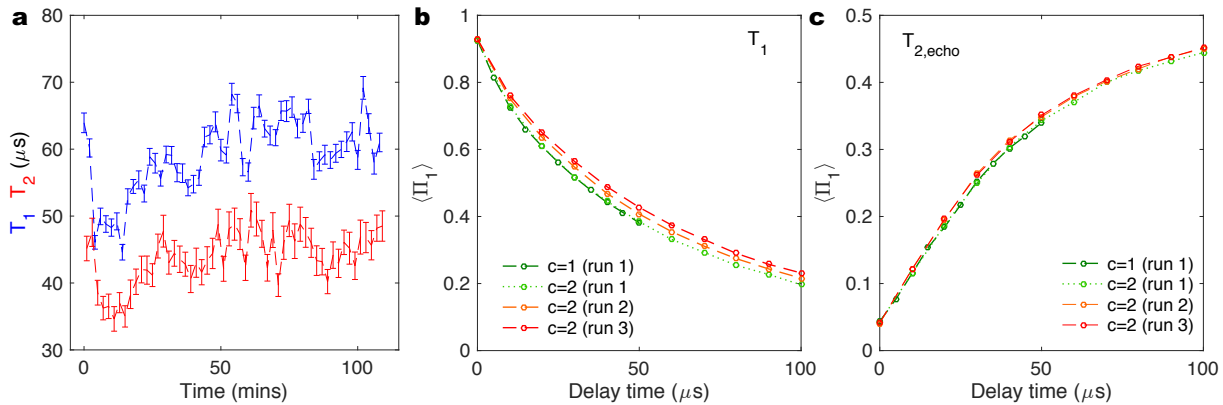 a
80
70
60
50
40
30
T1 T2 (μs)
0
50
100
Time (mins)
b
1
0.8
0.6
0.4
0.2
0
⟨Π1⟩
T1
c=1 (run 1)
c=2 (run 1
c=2 (run 2)
c=2 (run 3)
0
50
100
Delay time (μs)
c
0.5
0.4
0.3
0.2
0.1
0
⟨Π1⟩
T2,echo
c=1 (run 1)
c=2 (run 1)
c=2 (run 2)
c=2 (run 3)
0
50
100
Delay time (μs)